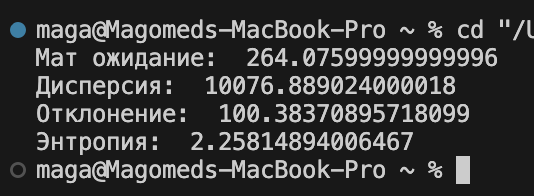 maga@Magomeds-MacBook-Pro ~ % cd "/U
Мат ожидание:  264.07599999999996
Дисперсия:  10076.889024000018
Отклонение:  100.38370895718099
Энтропия:  2.25814894006467
maga@Magomeds-MacBook-Pro ~ %